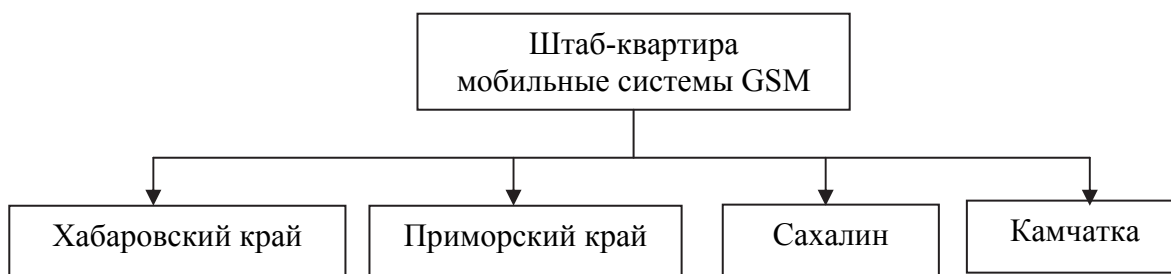 Штаб-квартира
мобильные системы GSM
Хабаровский край
Приморский край
Сахалин
Камчатка